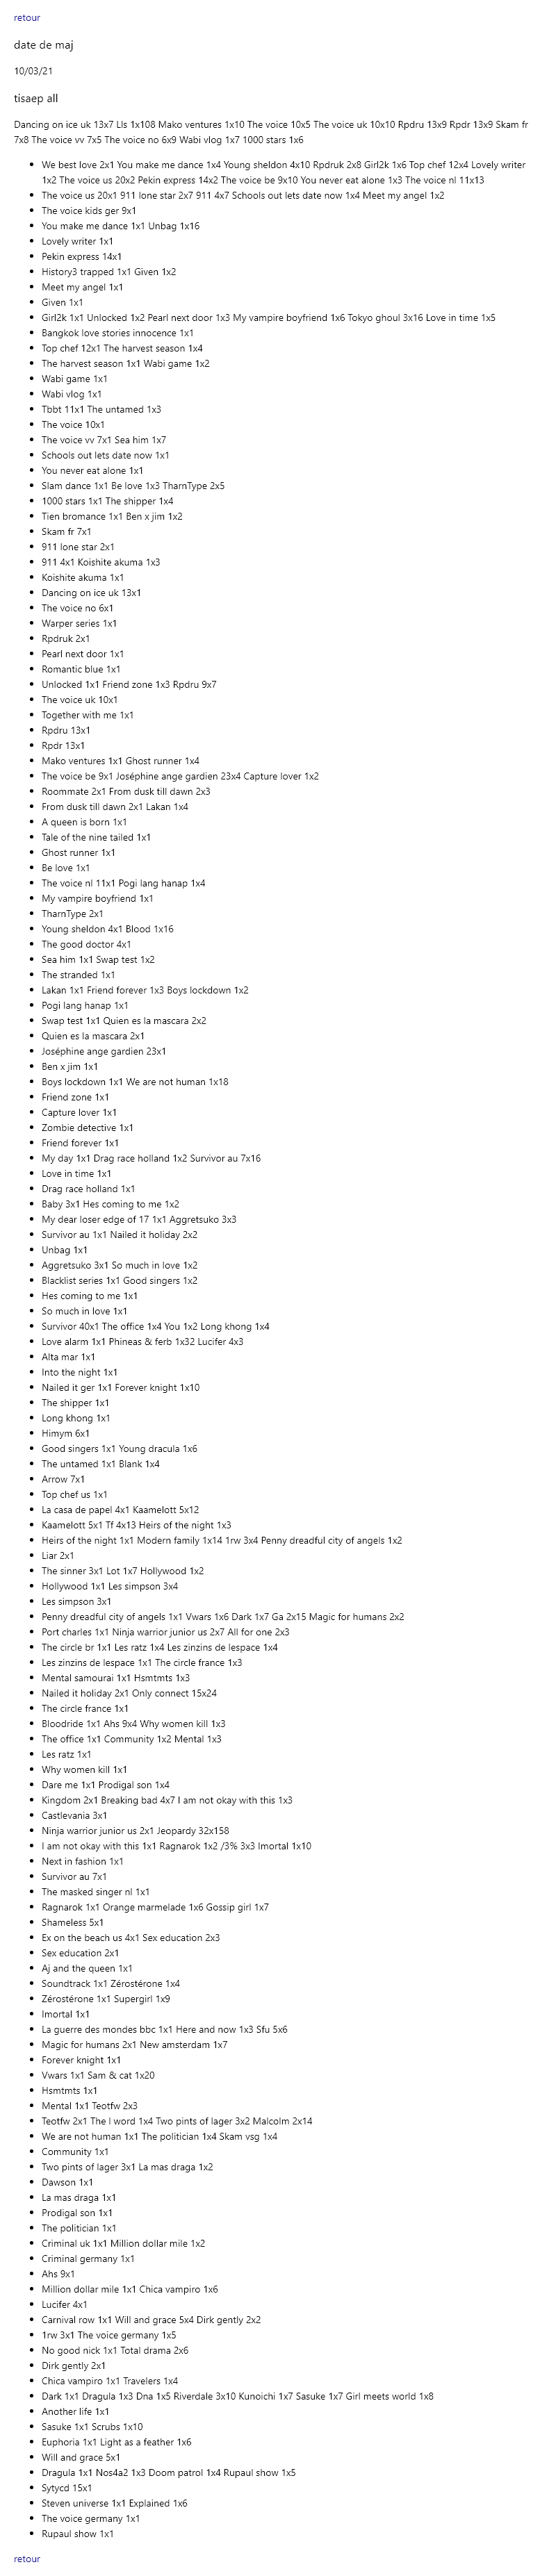 retour
date de maj
10/03/21
tisaep all
Dancing on ice uk 13x7 Lls 1x108 Mako ventures 1x10 The voice 10x5 The voice uk 10x10 Rpdru 13x9 Rpdr 13x9 Skam fr
7x8 The voice vv 7x5 The voice no 6x9 Wabi vlog 1x7 1000 stars 1x6
We best love 2x1 You make me dance 1x4 Young sheldon 4x10 Rpdruk 2x8 Girl2k 1x6 Top chef 12x4 Lovely writer
1x2 The voice us 20x2 Pekin express 14x2 The voice be 9x10 You never eat alone 1x3 The voice nl 11x13
The voice us 20x1 911 lone star 2x7 911 4x7 Schools out lets date now 1x4 Meet my angel 1x2
The voice kids ger 9x1
You make me dance 1x1 Unbag 1x16
Lovely writer 1x1
Pekin express 14x1
History3 trapped 1x1 Given 1x2
Meet my angel 1x1
Given 1x1
Girl2k 1x1 Unlocked 1x2 Pearl next door 1x3 My vampire boyfriend 1x6 Tokyo ghoul 3x16 Love in time 1x5
Bangkok love stories innocence 1x1
Top chef 12x1 The harvest season 1x4
The harvest season 1x1 Wabi game 1x2
Wabi game 1x1
Wabi vlog 1x1
Tbbt 11x1 The untamed 1x3
The voice 10x1
The voice vv 7x1 Sea him 1x7
Schools out lets date now 1x1
You never eat alone 1x1
Slam dance 1x1 Be love 1x3 TharnType 2x5
1000 stars 1x1 The shipper 1x4
Tien bromance 1x1 Ben x jim 1x2
Skam fr 7x1
911 lone star 2x1
911 4x1 Koishite akuma 1x3
Koishite akuma 1x1
Dancing on ice uk 13x1
The voice no 6x1
Warper series 1x1
Rpdruk 2x1
Pearl next door 1x1
Romantic blue 1x1
Unlocked 1x1 Friend zone 1x3 Rpdru 9x7
The voice uk 10x1
Together with me 1x1
Rpdru 13x1
Rpdr 13x1
Mako ventures 1x1 Ghost runner 1x4
The voice be 9x1 Joséphine ange gardien 23x4 Capture lover 1x2
Roommate 2x1 From dusk till dawn 2x3
From dusk till dawn 2x1 Lakan 1x4
A queen is born 1x1
Tale of the nine tailed 1x1
Ghost runner 1x1
Be love 1x1
The voice nl 11x1 Pogi lang hanap 1x4
My vampire boyfriend 1x1
TharnType 2x1
Young sheldon 4x1 Blood 1x16
The good doctor 4x1
Sea him 1x1 Swap test 1x2
The stranded 1x1
Lakan 1x1 Friend forever 1x3 Boys lockdown 1x2
Pogi lang hanap 1x1
Swap test 1x1 Quien es la mascara 2x2
Quien es la mascara 2x1
Joséphine ange gardien 23x1
Ben x jim 1x1
Boys lockdown 1x1 We are not human 1x18
Friend zone 1x1
Capture lover 1x1
Zombie detective 1x1
Friend forever 1x1
My day 1x1 Drag race holland 1x2 Survivor au 7x16
Love in time 1x1
Drag race holland 1x1
Baby 3x1 Hes coming to me 1x2
My dear loser edge of 17 1x1 Aggretsuko 3x3
Survivor au 1x1 Nailed it holiday 2x2
Unbag 1x1
Aggretsuko 3x1 So much in love 1x2
Blacklist series 1x1 Good singers 1x2
Hes coming to me 1x1
So much in love 1x1
Survivor 40x1 The office 1x4 You 1x2 Long khong 1x4
Love alarm 1x1 Phineas & ferb 1x32 Lucifer 4x3
Alta mar 1x1
Into the night 1x1
Nailed it ger 1x1 Forever knight 1x10
The shipper 1x1
Long khong 1x1
Himym 6x1
Good singers 1x1 Young dracula 1x6
The untamed 1x1 Blank 1x4
Arrow 7x1
Top chef us 1x1
La casa de papel 4x1 Kaamelott 5x12
Kaamelott 5x1 Tf 4x13 Heirs of the night 1x3
Heirs of the night 1x1 Modern family 1x14 1rw 3x4 Penny dreadful city of angels 1x2
Liar 2x1
The sinner 3x1 Lot 1x7 Hollywood 1x2
Hollywood 1x1 Les simpson 3x4
Les simpson 3x1
Penny dreadful city of angels 1x1 Vwars 1x6 Dark 1x7 Ga 2x15 Magic for humans 2x2
Port charles 1x1 Ninja warrior junior us 2x7 All for one 2x3
The circle br 1x1 Les ratz 1x4 Les zinzins de lespace 1x4
Les zinzins de lespace 1x1 The circle france 1x3
Mental samourai 1x1 Hsmtmts 1x3
Nailed it holiday 2x1 Only connect 15x24
The circle france 1x1
Bloodride 1x1 Ahs 9x4 Why women kill 1x3
The office 1x1 Community 1x2 Mental 1x3
Les ratz 1x1
Why women kill 1x1
Dare me 1x1 Prodigal son 1x4
Kingdom 2x1 Breaking bad 4x7 I am not okay with this 1x3
Castlevania 3x1
Ninja warrior junior us 2x1 Jeopardy 32x158
I am not okay with this 1x1 Ragnarok 1x2 /3% 3x3 Imortal 1x10
Next in fashion 1x1
Survivor au 7x1
The masked singer nl 1x1
Ragnarok 1x1 Orange marmelade 1x6 Gossip girl 1x7
Shameless 5x1
Ex on the beach us 4x1 Sex education 2x3
Sex education 2x1
Aj and the queen 1x1
Soundtrack 1x1 Zérostérone 1x4
Zérostérone 1x1 Supergirl 1x9
Imortal 1x1
La guerre des mondes bbc 1x1 Here and now 1x3 Sfu 5x6
Magic for humans 2x1 New amsterdam 1x7
Forever knight 1x1
Vwars 1x1 Sam & cat 1x20
Hsmtmts 1x1
Mental 1x1 Teotfw 2x3
Teotfw 2x1 The l word 1x4 Two pints of lager 3x2 Malcolm 2x14
We are not human 1x1 The politician 1x4 Skam vsg 1x4
Community 1x1
Two pints of lager 3x1 La mas draga 1x2
Dawson 1x1
La mas draga 1x1
Prodigal son 1x1
The politician 1x1
Criminal uk 1x1 Million dollar mile 1x2
Criminal germany 1x1
Ahs 9x1
Million dollar mile 1x1 Chica vampiro 1x6
Lucifer 4x1
Carnival row 1x1 Will and grace 5x4 Dirk gently 2x2
1rw 3x1 The voice germany 1x5
No good nick 1x1 Total drama 2x6
Dirk gently 2x1
Chica vampiro 1x1 Travelers 1x4
Dark 1x1 Dragula 1x3 Dna 1x5 Riverdale 3x10 Kunoichi 1x7 Sasuke 1x7 Girl meets world 1x8
Another life 1x1
Sasuke 1x1 Scrubs 1x10
Euphoria 1x1 Light as a feather 1x6
Will and grace 5x1
Dragula 1x1 Nos4a2 1x3 Doom patrol 1x4 Rupaul show 1x5
Sytycd 15x1
Steven universe 1x1 Explained 1x6
The voice germany 1x1
Rupaul show 1x1
retour